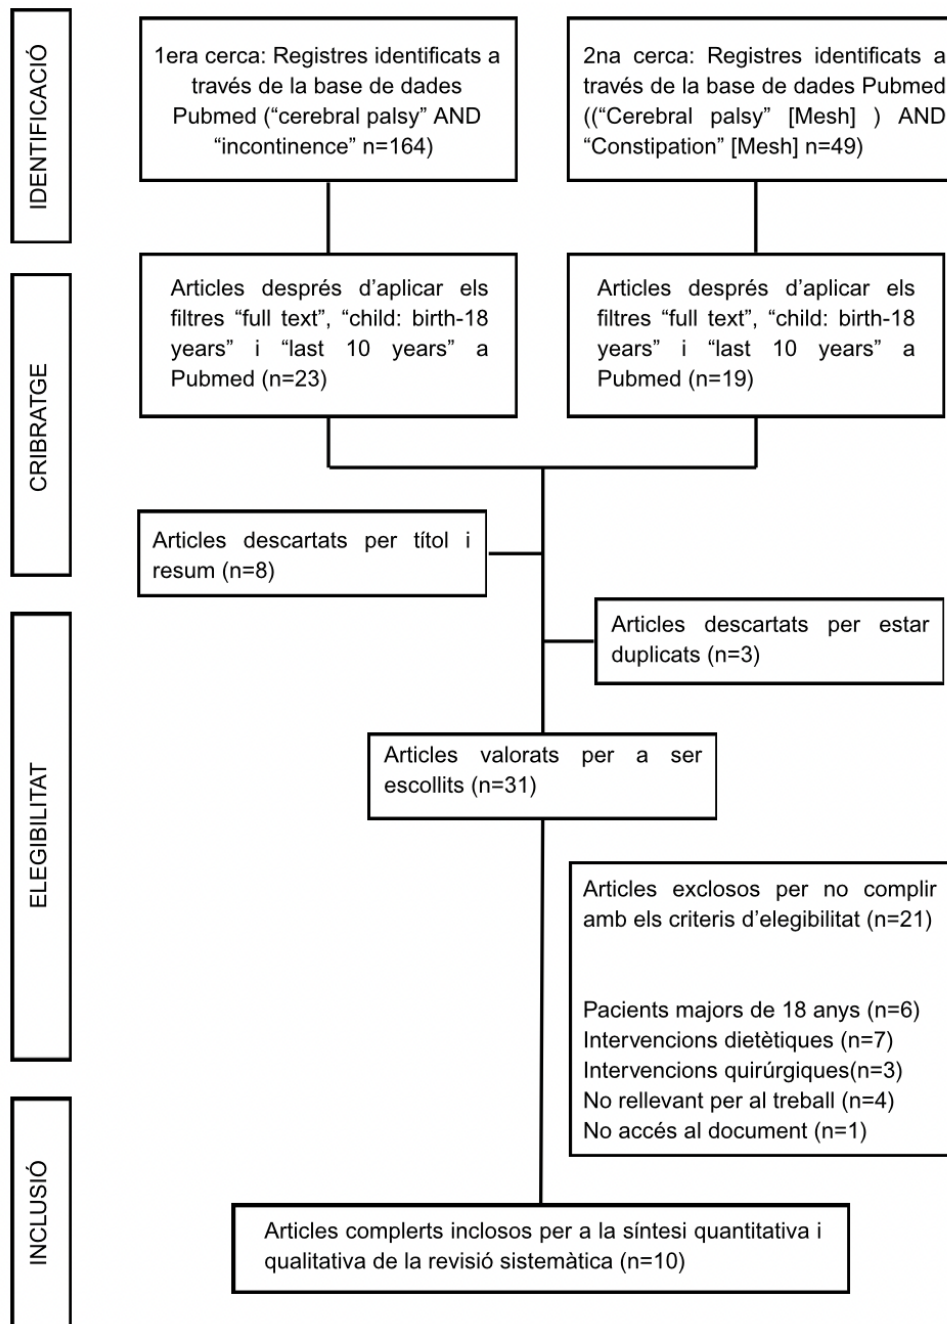 IDENTIFICACIÓ
1era cerca: Registres identificats a
través de la base de dades
Pubmed (“cerebral palsy” AND
“incontinence” n=164)
2na cerca: Registres identificats a
través de la base de dades Pubmed
((“Cerebral palsy” [Mesh] ) AND
“Constipation” [Mesh] n=49)
CRIBRATGE
Articles després d’aplicar els
filtres “full text”, “child: birth-18
years” i “last 10 years” a
Pubmed (n=23)
Articles després d’aplicar els
filtres “full text”, “child: birth-18
years” i “last 10 years” a
Pubmed (n=19)
Articles descartats per títol i
resum (n=8)
Articles descartats per estar
duplicats (n=3)
ELEGIBILITAT
Articles valorats per a ser
escollits (n=31)
Articles exclosos per no complir
amb els criteris d’elegibilitat (n=21)
Pacients majors de 18 anys (n=6)
Intervencions dietètiques (n=7)
Intervencions quirúrgiques(n=3)
No rellevant per al treball (n=4)
No accés al document (n=1)
INCLUSIÓ
Articles complerts inclosos per a la síntesi quantitativa i
qualitativa de la revisió sistemàtica (n=10)